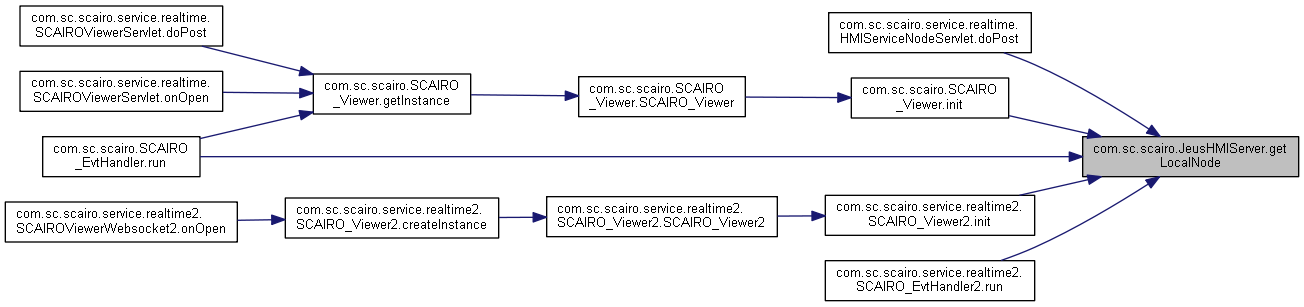 com.sc.scairo.service.realtime.
SCAIROViewerServlet.doPost
com.sc.scairo.service.realtime.
HMIServiceNodeServlet.doPost
com.sc.scairo.service.realtime.
SCAIROViewerServlet.onOpen
com.sc.scairo.SCAIRO
_Viewer.getInstance
com.sc.scairo.SCAIRO
_Viewer.SCAIRO_Viewer
com.sc.scairo.SCAIRO
_Viewer.init
com.sc.scairo.SCAIRO
_EvtHandler.run
com.sc.scairo.JeusHMIServer.get
LocalNode
com.sc.scairo.service.realtime2.
SCAIROViewerWebsocket2.onOpen
com.sc.scairo.service.realtime2.
SCAIRO_Viewer2.createInstance
com.sc.scairo.service.realtime2.
SCAIRO_Viewer2.SCAIRO_Viewer2
com.sc.scairo.service.realtime2.
SCAIRO_Viewer2.init
com.sc.scairo.service.realtime2.
SCAIRO_EvtHandler2.run